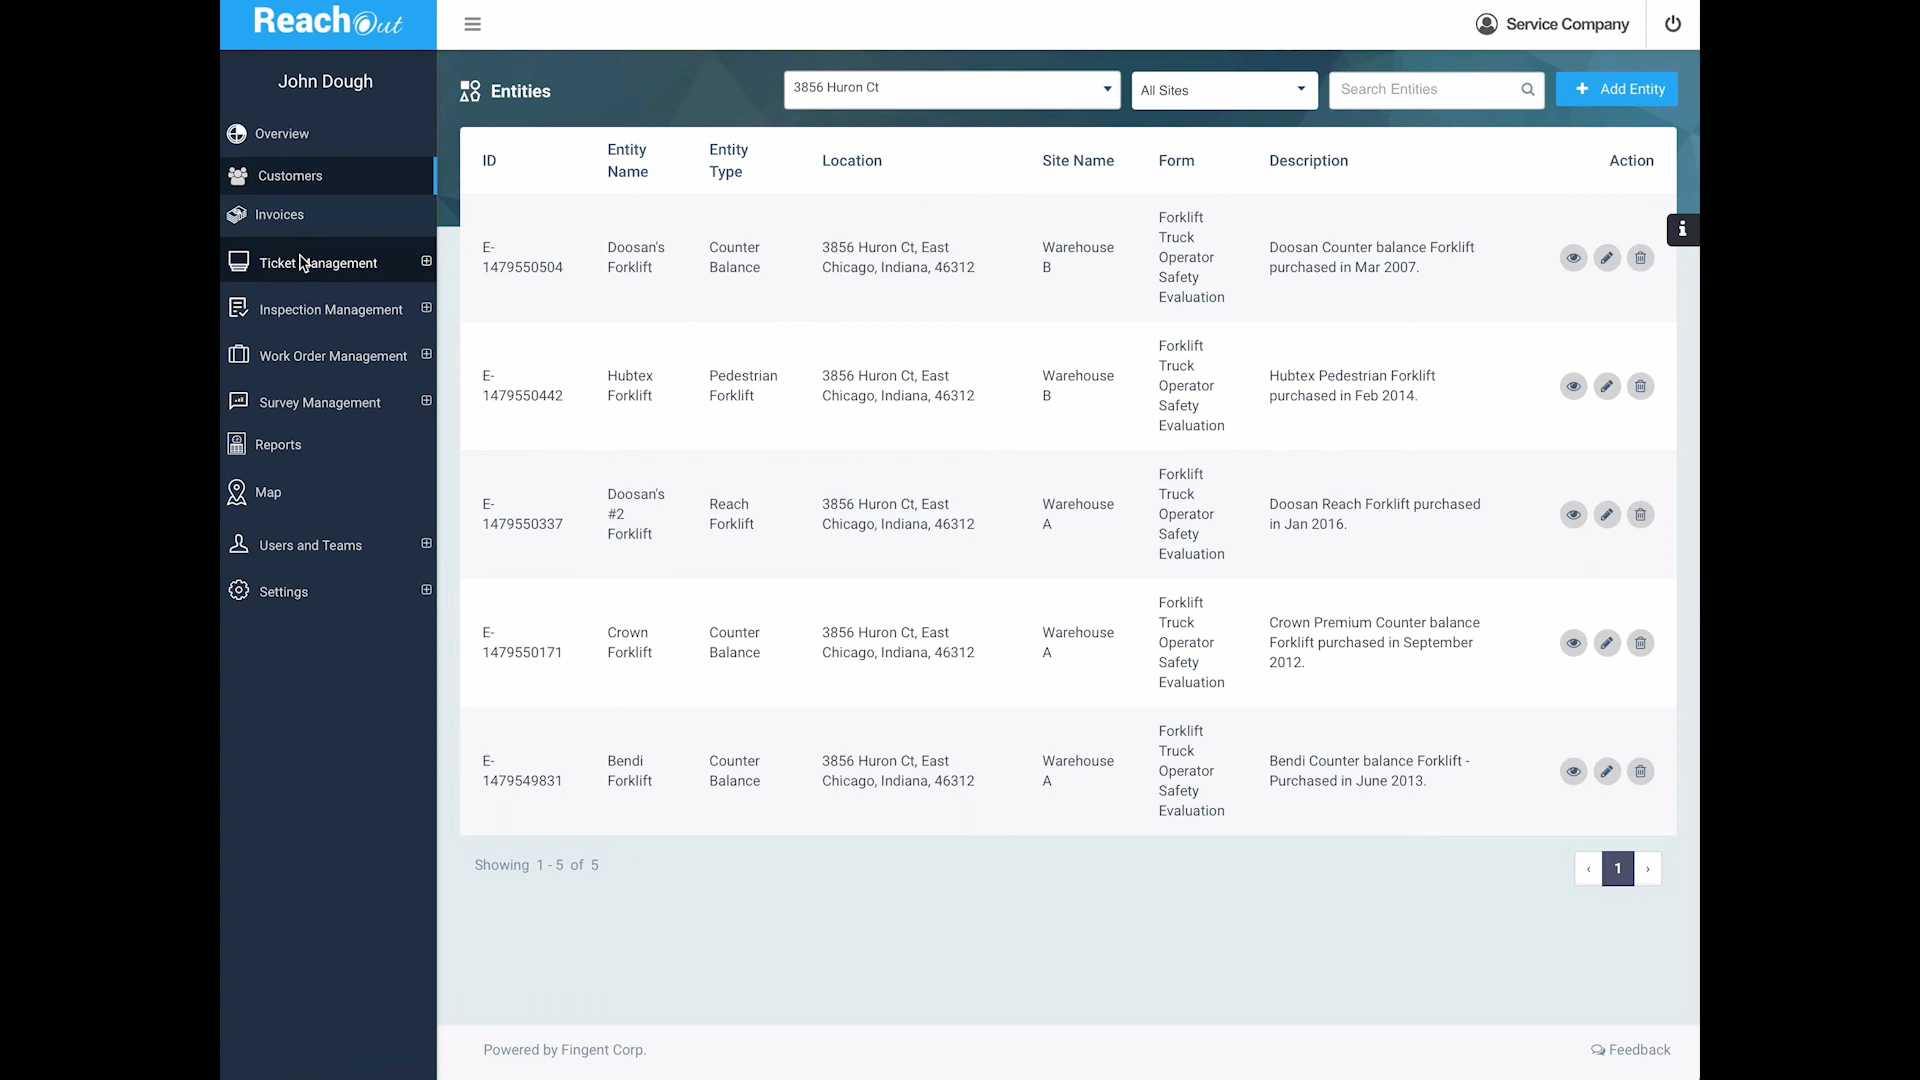 ReachOut
Service Company
John Dough
Overview
Customers
Invoices
Ticket Management
Inspection Management
Work Order Management
Survey Management
Reports
Map
Users and Teams
Settings
Entities
3856 Huron Ct
All Sites
Search Entities
+ Add Entity
ID
Entity
Name
Entity
Type
Location
Site Name
Form
Description
Action
E-
1479550504
Doosan's
Forklift
Counter
Balance
3856 Huron Ct, East
Chicago, Indiana, 46312
Warehouse
B
Forklift
Truck
Operator
Safety
Evaluation
Doosan Counter balance Forklift
purchased in Mar 2007.
E-
1479550442
Hubtex
Forklift
Pedestrian
Forklift
3856 Huron Ct, East
Chicago, Indiana, 46312
Warehouse
B
Forklift
Truck
Operator
Safety
Evaluation
Hubtex Pedestrian Forklift
purchased in Feb 2014.
E-
1479550337
Doosan's
#2
Forklift
Reach
Forklift
3856 Huron Ct, East
Chicago, Indiana, 46312
Warehouse
A
Forklift
Truck
Operator
Safety
Evaluation
Doosan Reach Forklift purchased
in Jan 2016.
E-
1479550171
Crown
Forklift
Counter
Balance
3856 Huron Ct, East
Chicago, Indiana, 46312
Warehouse
A
Forklift
Truck
Operator
Safety
Evaluation
Crown Premium Counter balance
Forklift purchased in September
2012.
E-
1479549831
Bendi
Forklift
Counter
Balance
3856 Huron Ct, East
Chicago, Indiana, 46312
Warehouse
A
Forklift
Truck
Operator
Safety
Evaluation
Bendi Counter balance Forklift -
Purchased in June 2013.
Showing 1 - 5 of 5
‹ 1 ›
Powered by Fingent Corp.
Feedback